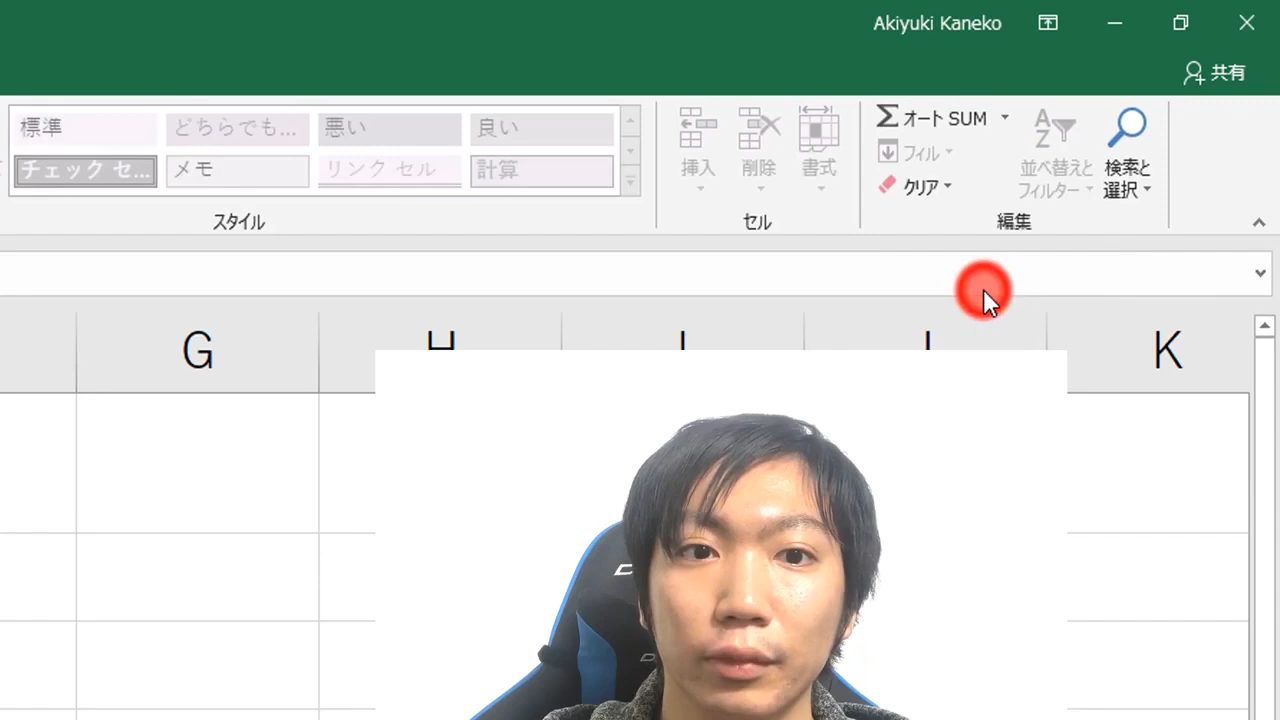 Akiyuki Kaneko
共有
標準 どちらでも... 悪い 良い
チェック セ... メモ リンク セル 計算
スタイル
挿入 削除 書式
セル
Σ オート SUM
フィル
クリア
並べ替えと
フィルター
検索と
選択
編集
G K